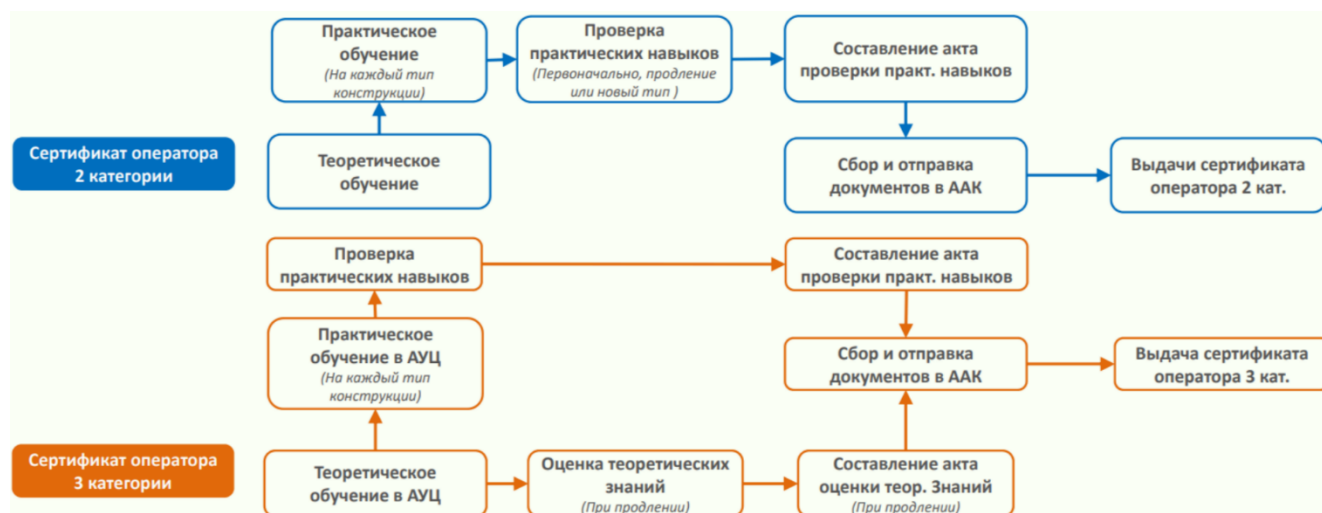 Практическое
обучение
(На каждый тип
конструкции)
Проверка
практических навыков
(Первоначально, продление
или новый тип )
Составление акта
проверки практ. навыков
Сертификат оператора
2 категории
Теоретическое
обучение
Сбор и отправка
документов в ААК
Выдачи сертификата
оператора 2 кат.
Проверка
практических навыков
Составление акта
проверки практ. навыков
Практическое
обучение в АУЦ
(На каждый тип
конструкции)
Сбор и отправка
документов в ААК
Выдача сертификата
оператора 3 кат.
Сертификат оператора
3 категории
Теоретическое
обучение в АУЦ
Оценка теоретических
знаний
(При продлении)
Составление акта
оценки теор. Знаний
(При продлении)